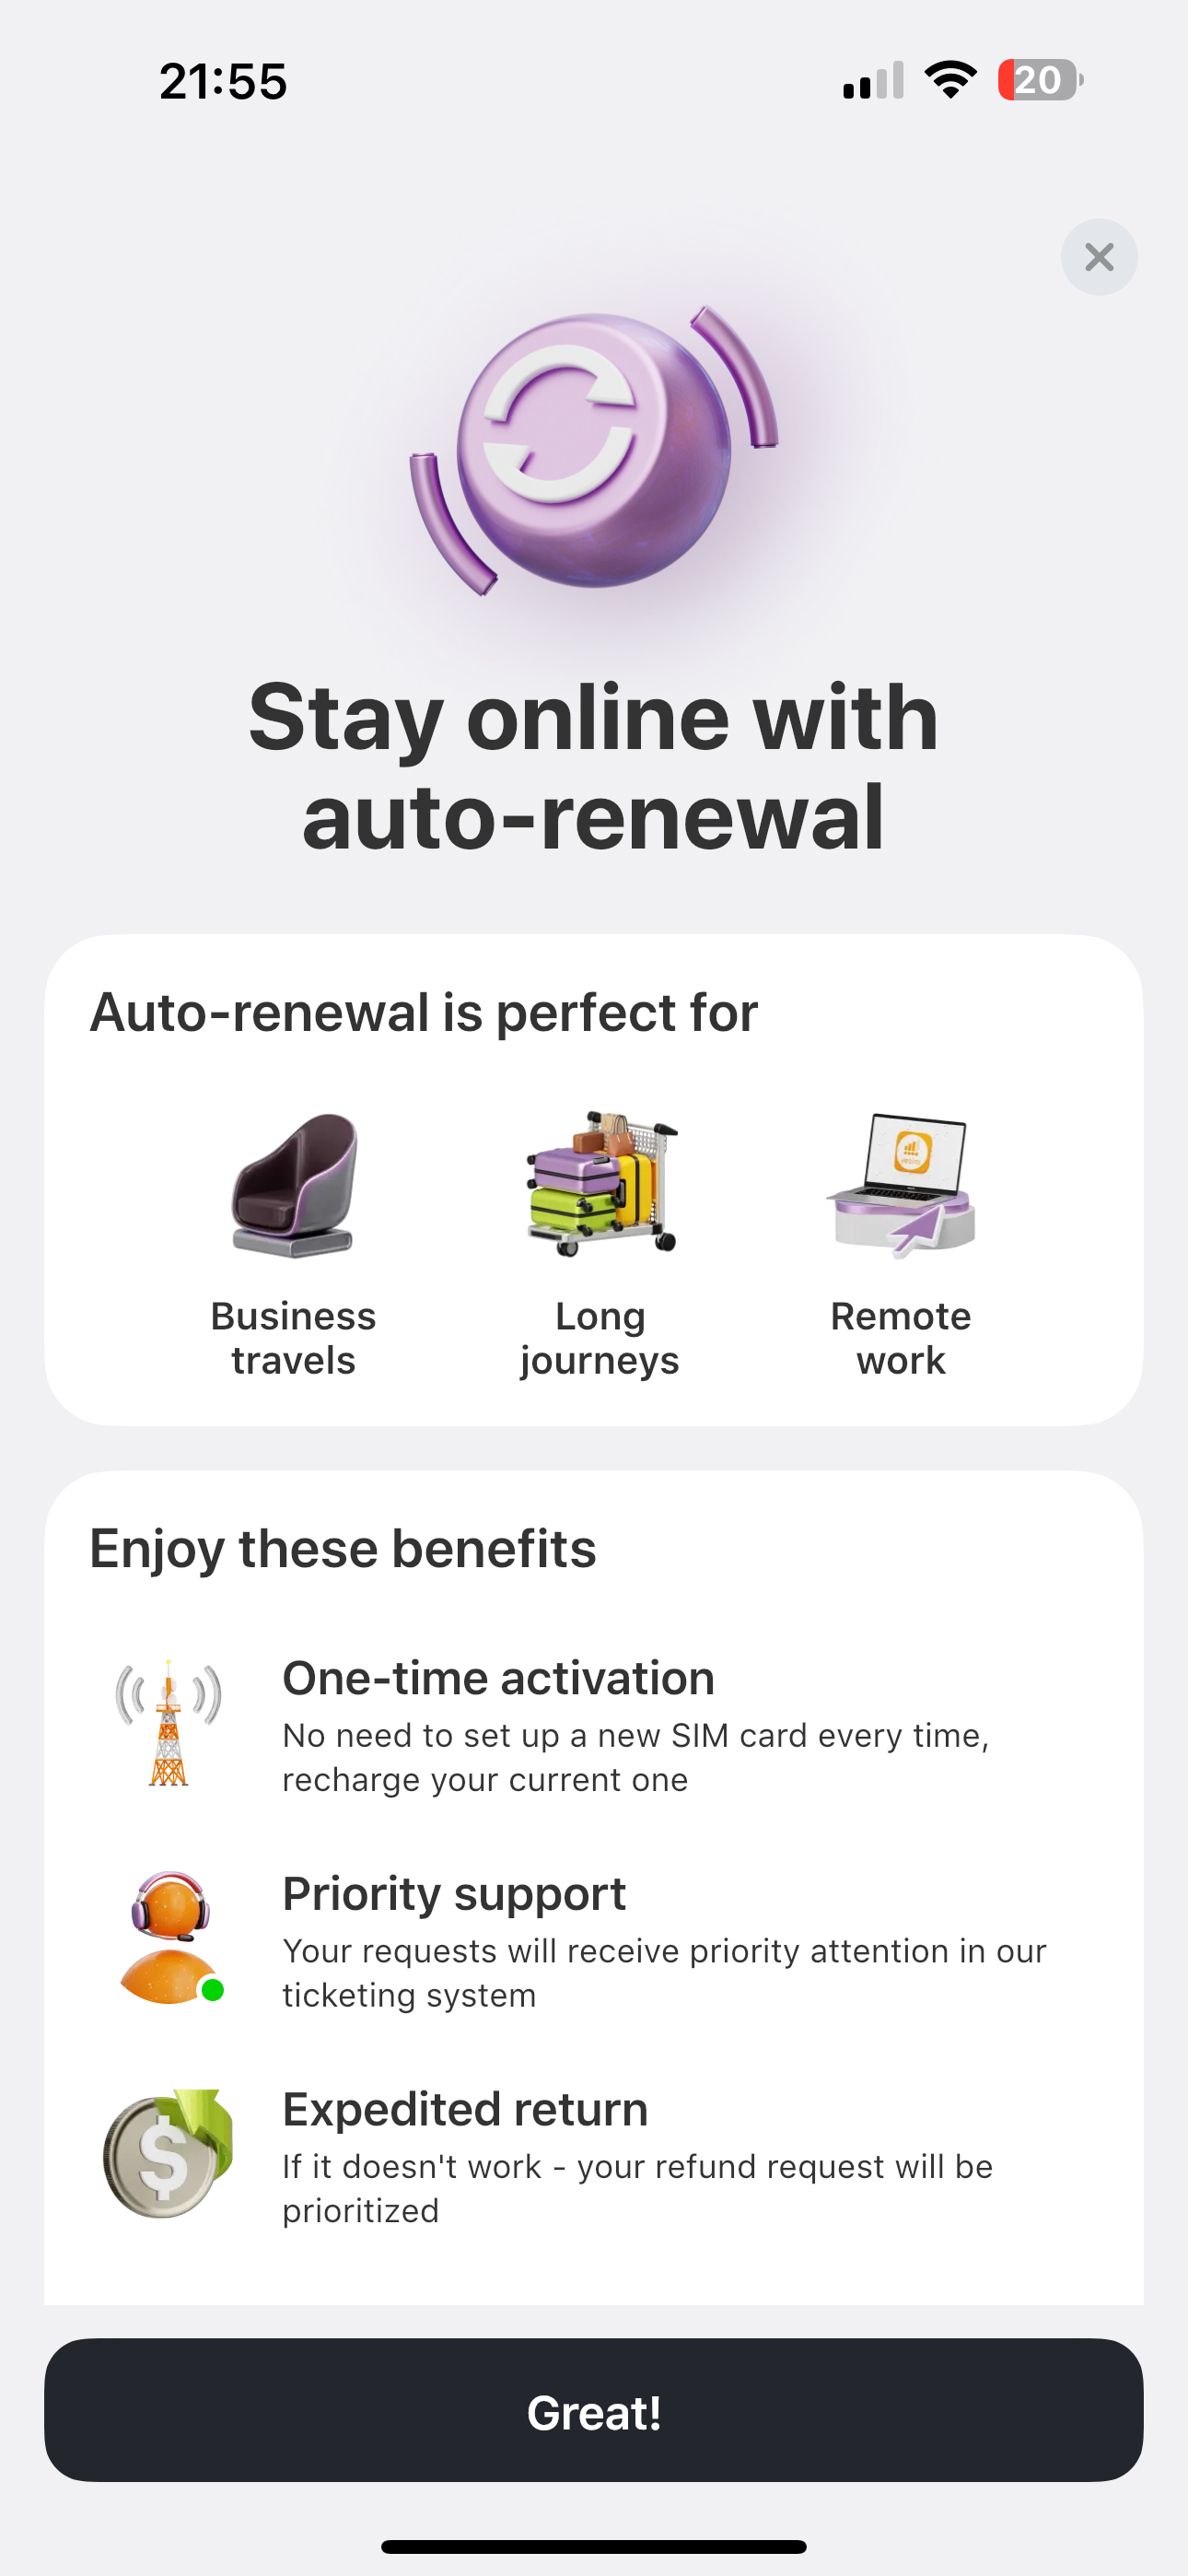 21:55
20
Stay online with
auto-renewal
Auto-renewal is perfect for
Business
travels
Long
journeys
Remote
work
Enjoy these benefits
One-time activation
No need to set up a new SIM card every time,
recharge your current one
Priority support
Your requests will receive priority attention in our
ticketing system
$
Expedited return
If it doesn't work - your refund request will be
prioritized
Great!